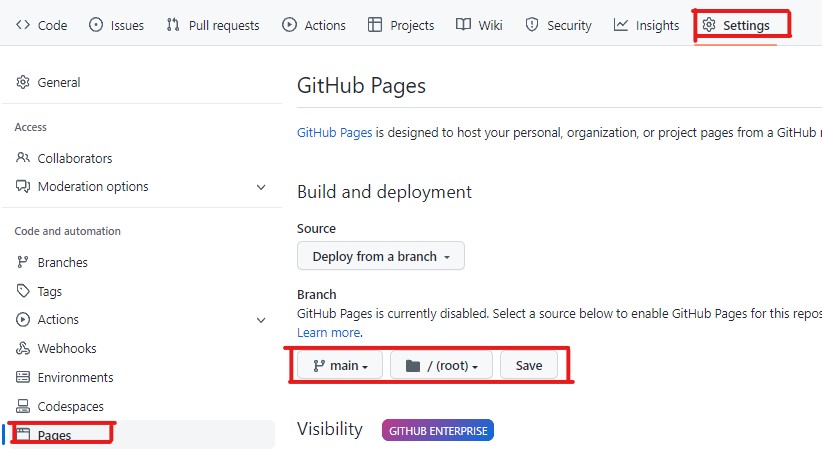 Code Issues Pull requests Actions Projects Wiki Security Insights Settings
General
Access
Collaborators
Moderation options
Code and automation
Branches
Tags
Actions
Webhooks
Environments
Codespaces
Pages
GitHub Pages
GitHub Pages is designed to host your personal, organization, or project pages from a GitHub
Build and deployment
Source
Deploy from a branch
Branch
GitHub Pages is currently disabled. Select a source below to enable GitHub Pages for this repos
Learn more.
main / (root) Save
Visibility GITHUB ENTERPRISE